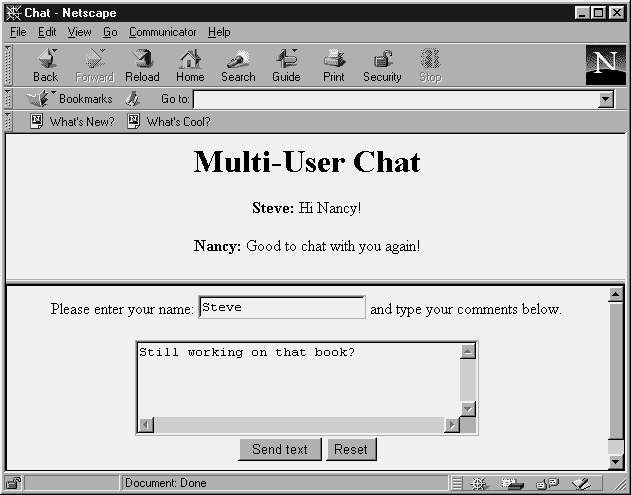 Chat - Netscape
File Edit View Go Communicator Help
Back Forward Reload Home Search Guide Print Security Stop
N
Bookmarks Go to:
What's New? What's Cool?
Multi-User Chat
Steve: Hi Nancy!
Nancy: Good to chat with you again!
Please enter your name: Steve and type your comments below.
Still working on that book?
Send text Reset
Document: Done